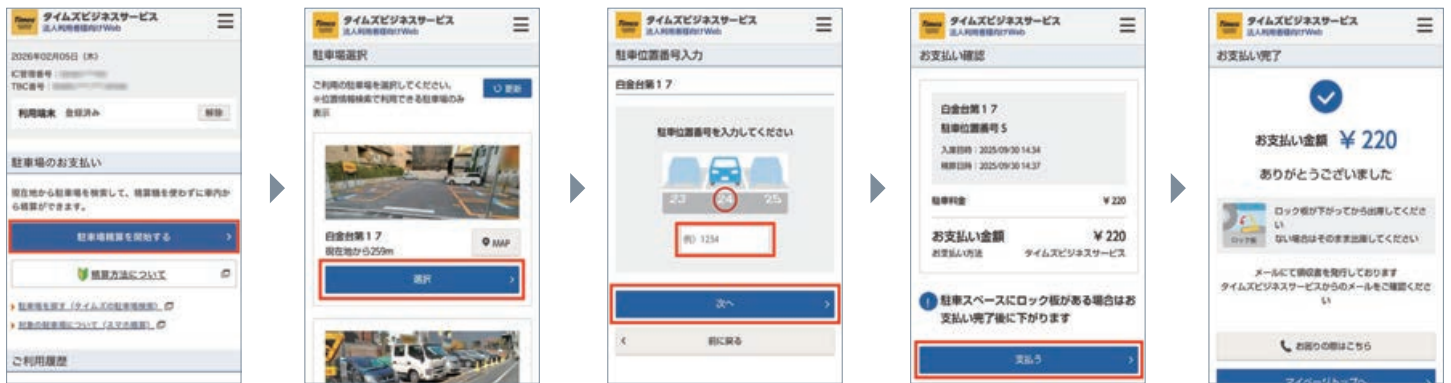 Times
タイムズビジネスサービス
法人利用者様向けWeb
2026年02月05日（木）
IC管理番号：
TBC番号：
利用端末 登録済み
解除
駐車場のお支払い
現在地から駐車場を検索して、精算機を使わずに車内か
ら精算ができます。
駐車場精算を開始する
精算方法について
駐車場を探す（タイムズの駐車場検索）
対象の駐車場について（スマホ精算）
ご利用履歴
Times
タイムズビジネスサービス
法人利用者様向けWeb
駐車場選択
ご利用の駐車場を選択してください。
※位置情報検索で利用できる駐車場のみ
表示
更新
白金台第17
現在地から259m
MAP
選択
Times
タイムズビジネスサービス
法人利用者様向けWeb
駐車位置番号入力
白金台第17
駐車位置番号を入力してください
23 24 25
例）1234
次へ
前に戻る
Times
タイムズビジネスサービス
法人利用者様向けWeb
お支払い確認
白金台第17
駐車位置番号 5
入庫日時：2025/09/30 14:34
精算日時：2025/09/30 14:37
駐車料金 ￥220
お支払い金額 ￥220
お支払い方法 タイムズビジネスサービス
駐車スペースにロック板がある場合はお
支払い完了後に下がります
支払う
Times
タイムズビジネスサービス
法人利用者様向けWeb
お支払い完了
お支払い金額 ￥220
ありがとうございました
ロック板
ロック板が下がってから出庫してくださ
い
ない場合はそのまま出庫してください
メールにて領収書を発行しております
タイムズビジネスサービスからのメールをご確認くださ
い
お困りの際はこちら
マイページトップへ